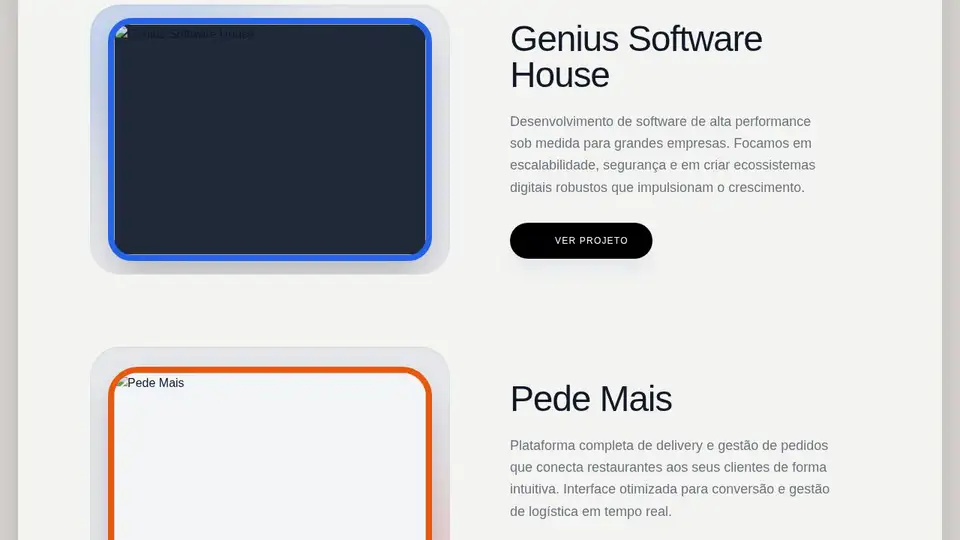 Genius Software House
Genius Software
House
Desenvolvimento de software de alta performance
sob medida para grandes empresas. Focamos em
escalabilidade, segurança e em criar ecossistemas
digitais robustos que impulsionam o crescimento.
VER PROJETO
Pede Mais
Pede Mais
Plataforma completa de delivery e gestão de pedidos
que conecta restaurantes aos seus clientes de forma
intuitiva. Interface otimizada para conversão e gestão
de logística em tempo real.